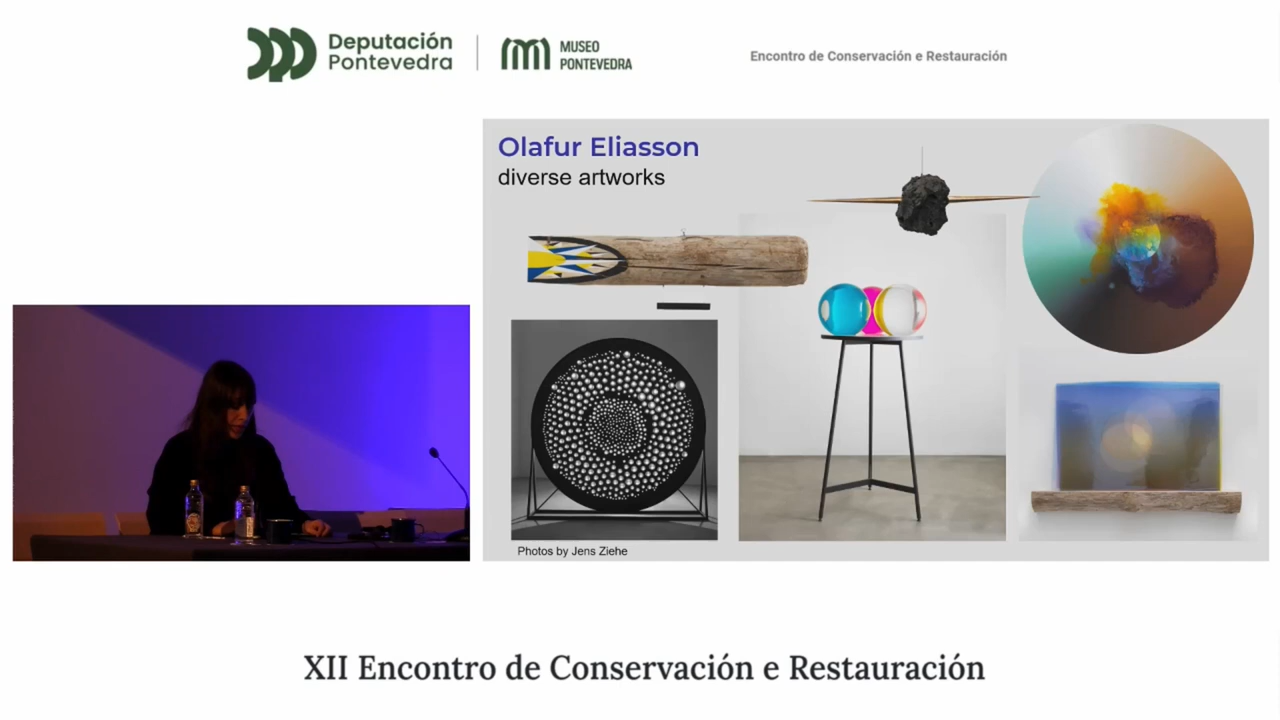 Deputación
Pontevedra
MUSEO
PONTEVEDRA
Encontro de Conservación e Restauración
Olafur Eliasson
diverse artworks
Photos by Jens Ziehe
XII Encontro de Conservación e Restauración